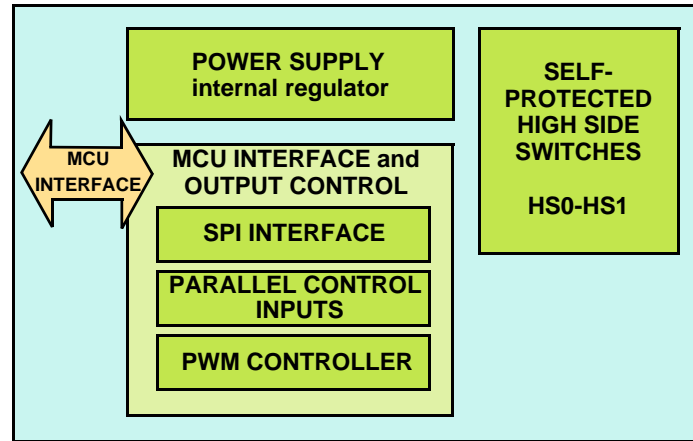 POWER SUPPLY
internal regulator
SELF-
PROTECTED
HIGH SIDE
SWITCHES
HS0-HS1
MCU
INTERFACE
MCU INTERFACE and
OUTPUT CONTROL
SPI INTERFACE
PARALLEL CONTROL
INPUTS
PWM CONTROLLER